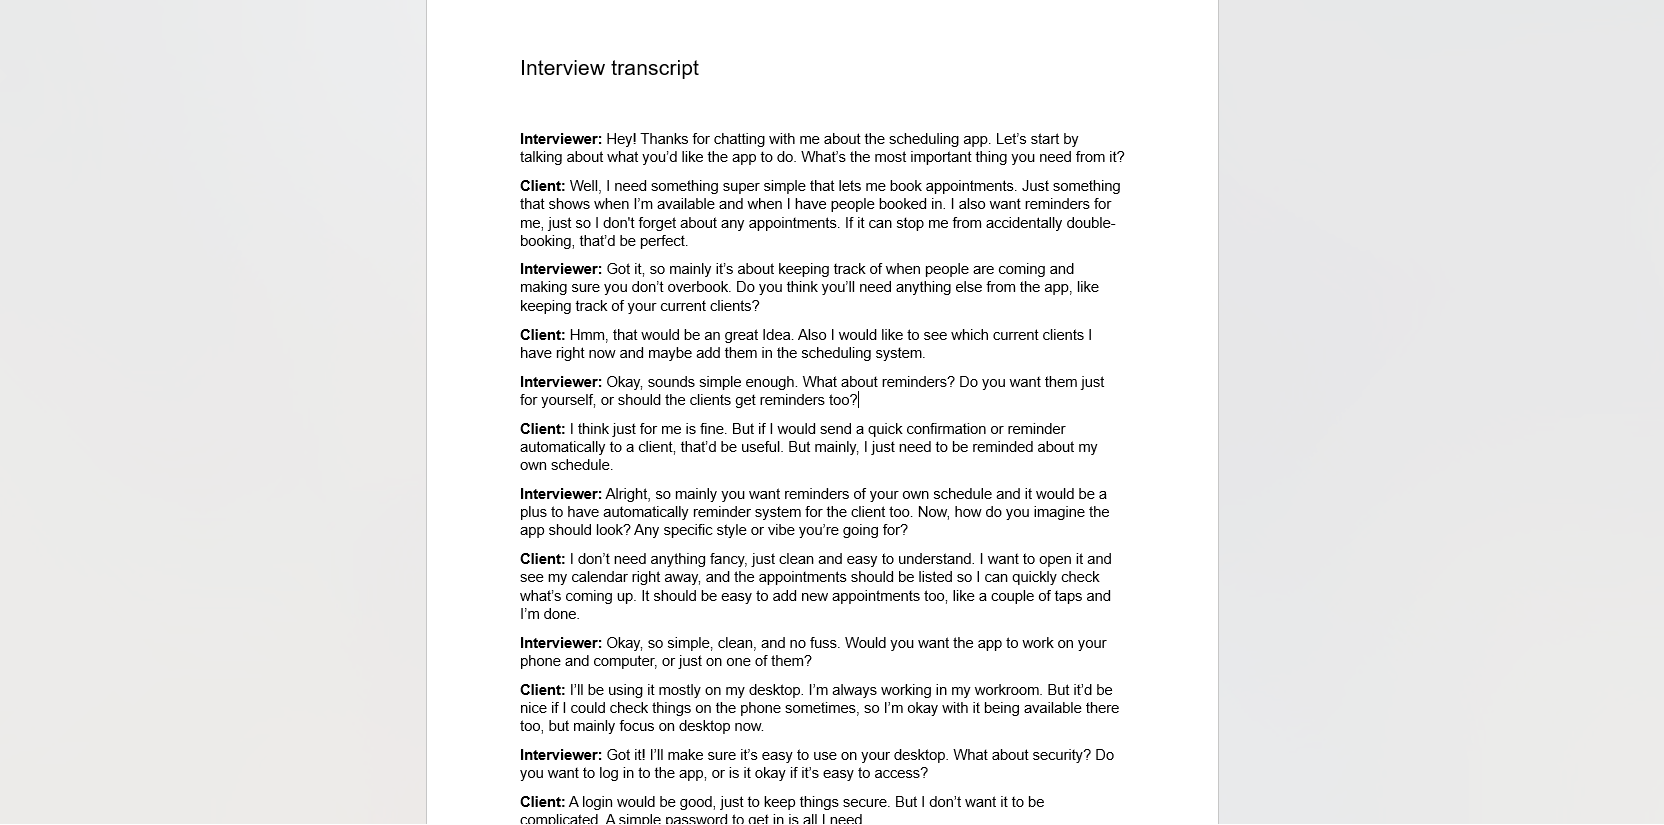 Interview transcript
Interviewer: Hey! Thanks for chatting with me about the scheduling app. Let’s start by
talking about what you’d like the app to do. What’s the most important thing you need from it?
Client: Well, I need something super simple that lets me book appointments. Just something
that shows when I’m available and when I have people booked in. I also want reminders for
me, just so I don't forget about any appointments. If it can stop me from accidentally double-
booking, that’d be perfect.
Interviewer: Got it, so mainly it’s about keeping track of when people are coming and
making sure you don’t overbook. Do you think you’ll need anything else from the app, like
keeping track of your current clients?
Client: Hmm, that would be an great Idea. Also I would like to see which current clients I
have right now and maybe add them in the scheduling system.
Interviewer: Okay, sounds simple enough. What about reminders? Do you want them just
for yourself, or should the clients get reminders too?
Client: I think just for me is fine. But if I would send a quick confirmation or reminder
automatically to a client, that’d be useful. But mainly, I just need to be reminded about my
own schedule.
Interviewer: Alright, so mainly you want reminders of your own schedule and it would be a
plus to have automatically reminder system for the client too. Now, how do you imagine the
app should look? Any specific style or vibe you’re going for?
Client: I don’t need anything fancy, just clean and easy to understand. I want to open it and
see my calendar right away, and the appointments should be listed so I can quickly check
what’s coming up. It should be easy to add new appointments too, like a couple of taps and
I’m done.
Interviewer: Okay, so simple, clean, and no fuss. Would you want the app to work on your
phone and computer, or just on one of them?
Client: I’ll be using it mostly on my desktop. I’m always working in my workroom. But it’d be
nice if I could check things on the phone sometimes, so I’m okay with it being available there
too, but mainly focus on desktop now.
Interviewer: Got it! I’ll make sure it’s easy to use on your desktop. What about security? Do
you want to log in to the app, or is it okay if it’s easy to access?
Client: A login would be good, just to keep things secure. But I don’t want it to be
complicated. A simple password to get in is all I need